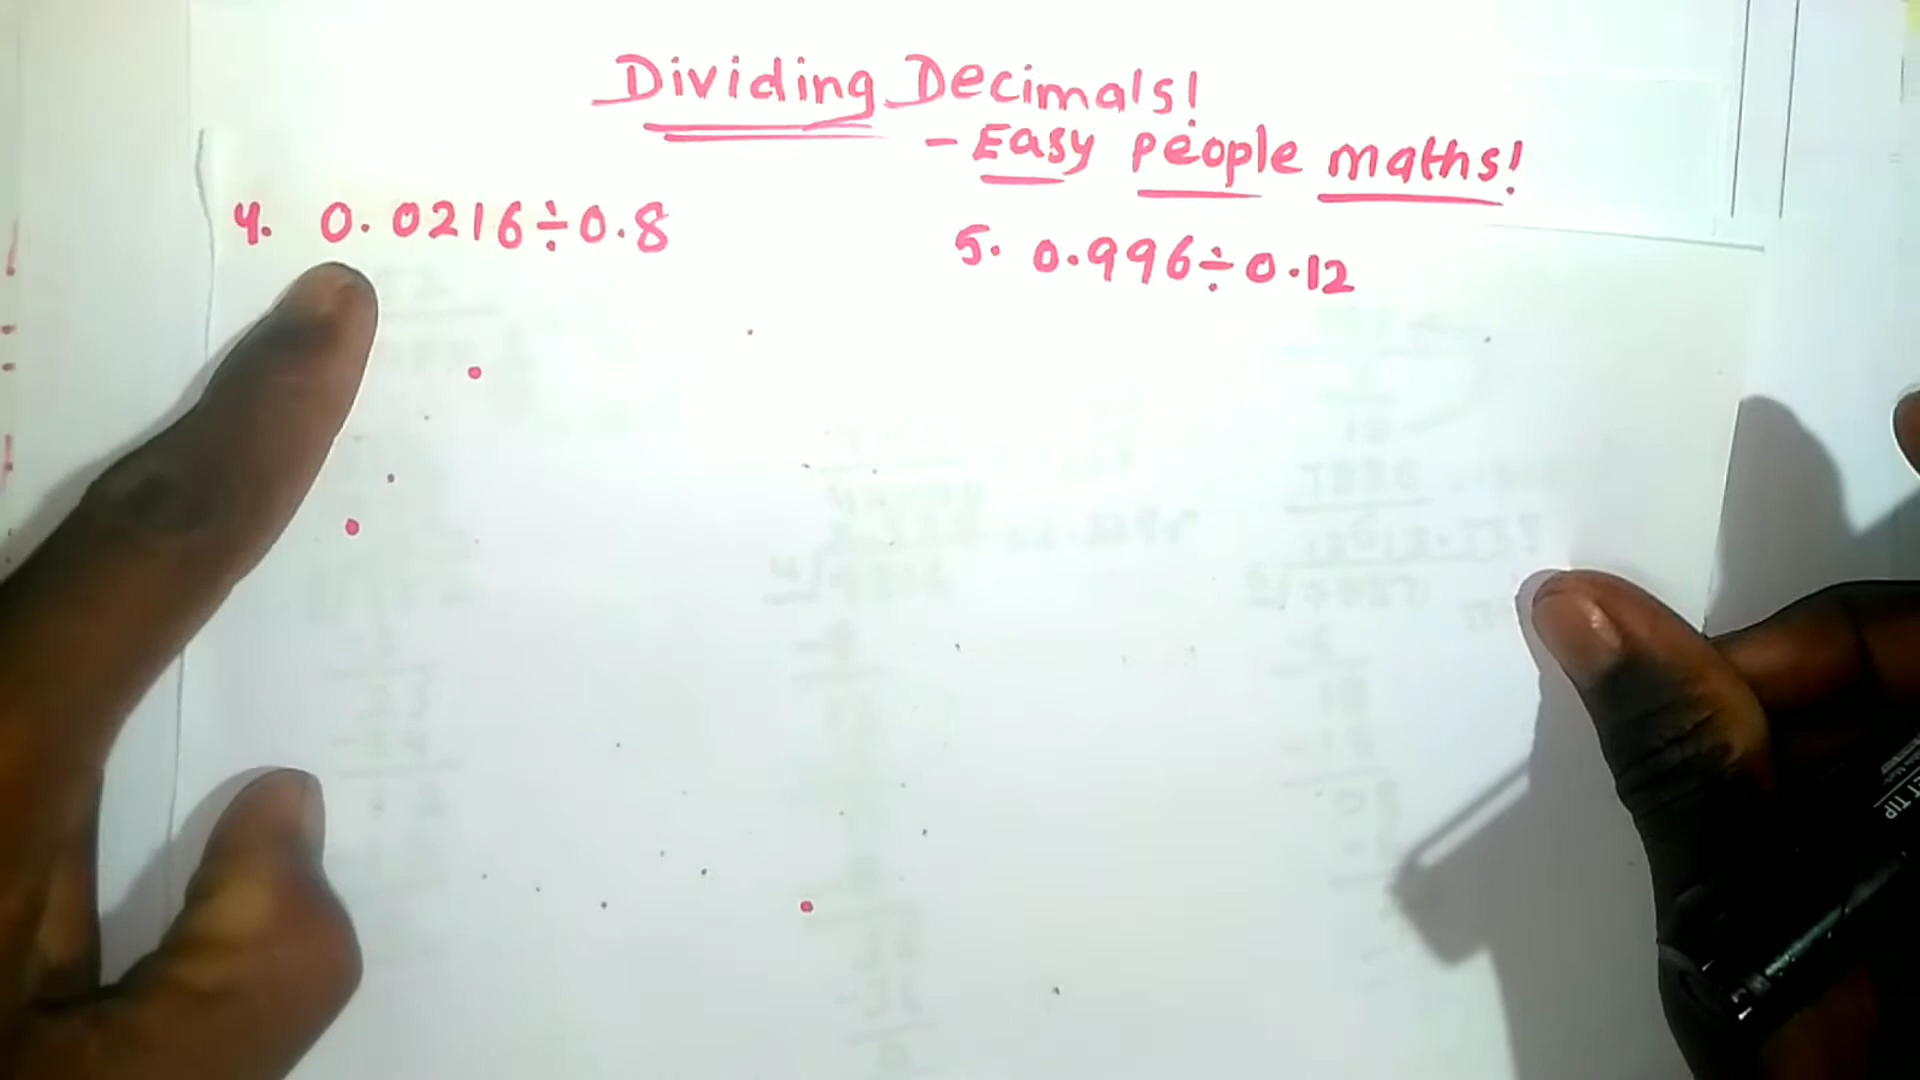 Dividing Decimals!
- Easy people maths!
4. 0.0216÷0.8
5. 0.996÷0.12